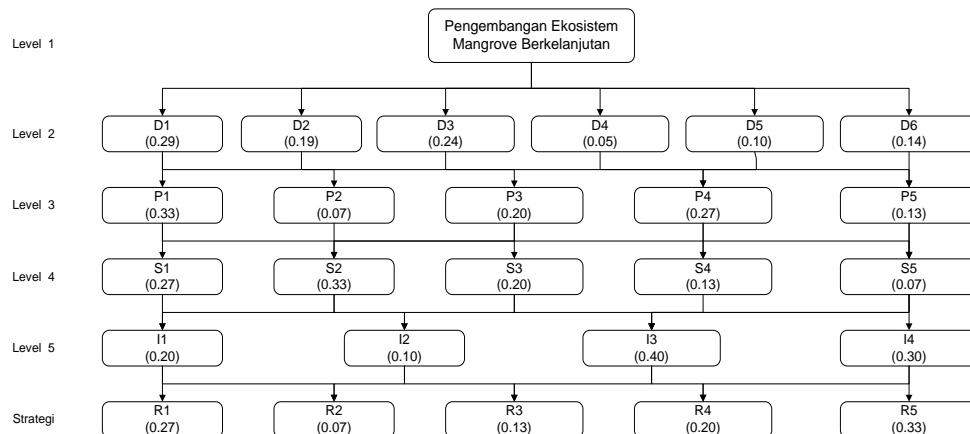 Pengembangan Ekosistem
Mangrove Berkelanjutan
Level 1
D1
(0.29)
D2
(0.19)
D3
(0.24)
D4
(0.05)
D5
(0.10)
D6
(0.14)
Level 2
P1
(0.33)
P2
(0.07)
P3
(0.20)
P4
(0.27)
P5
(0.13)
Level 3
S1
(0.27)
S2
(0.33)
S3
(0.20)
S4
(0.13)
S5
(0.07)
Level 4
I1
(0.20)
I2
(0.10)
I3
(0.40)
I4
(0.30)
Level 5
R1
(0.27)
R2
(0.07)
R3
(0.13)
R4
(0.20)
R5
(0.33)
Strategi